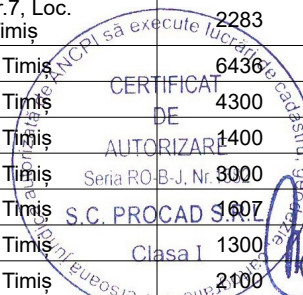 r.7, Loc.
Timiș 2283
Timiș 6436
Timiș 4300
Timiș 1400
Timiș 3000
Timiș 1607
Timiș 1300
Timiș 2100
ANCPI să execute lucrări de cadastru
CERTIFICAT
DE
AUTORIZARE
Seria RO-B-J, Nr.
S.C. PROCAD S.R.L.
Clasa I